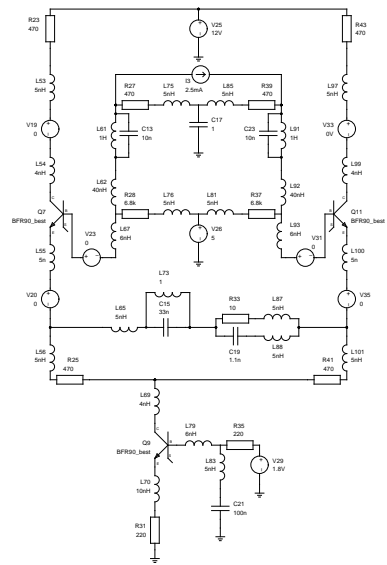 R23
470
V25
12V
R43
470
L53
5nH
I3
2.5mA
L97
5nH
R27
470
L75
5nH
L85
5nH
R39
470
V19
0
L61
1H
C13
10n
C17
1
C23
10n
L91
1H
V33
0V
L54
4nH
L99
4nH
L62
40nH
L92
40nH
R28
6.8k
L76
5nH
L81
5nH
R37
6.8k
Q7
BFR90_best
Q11
BFR90_best
L67
6nH
L93
6nH
V26
5
V23
0
V31
0
L55
5n
L100
5n
V20
0
V35
0
L73
1
L65
5nH
C15
33n
R33
10
L87
5nH
C19
1.1n
L88
5nH
L56
5nH
R25
470
R41
470
L101
5nH
L69
4nH
Q9
BFR90_best
L79
6nH
R35
220
L83
5nH
V29
1.8V
L70
10nH
C21
100n
R31
220